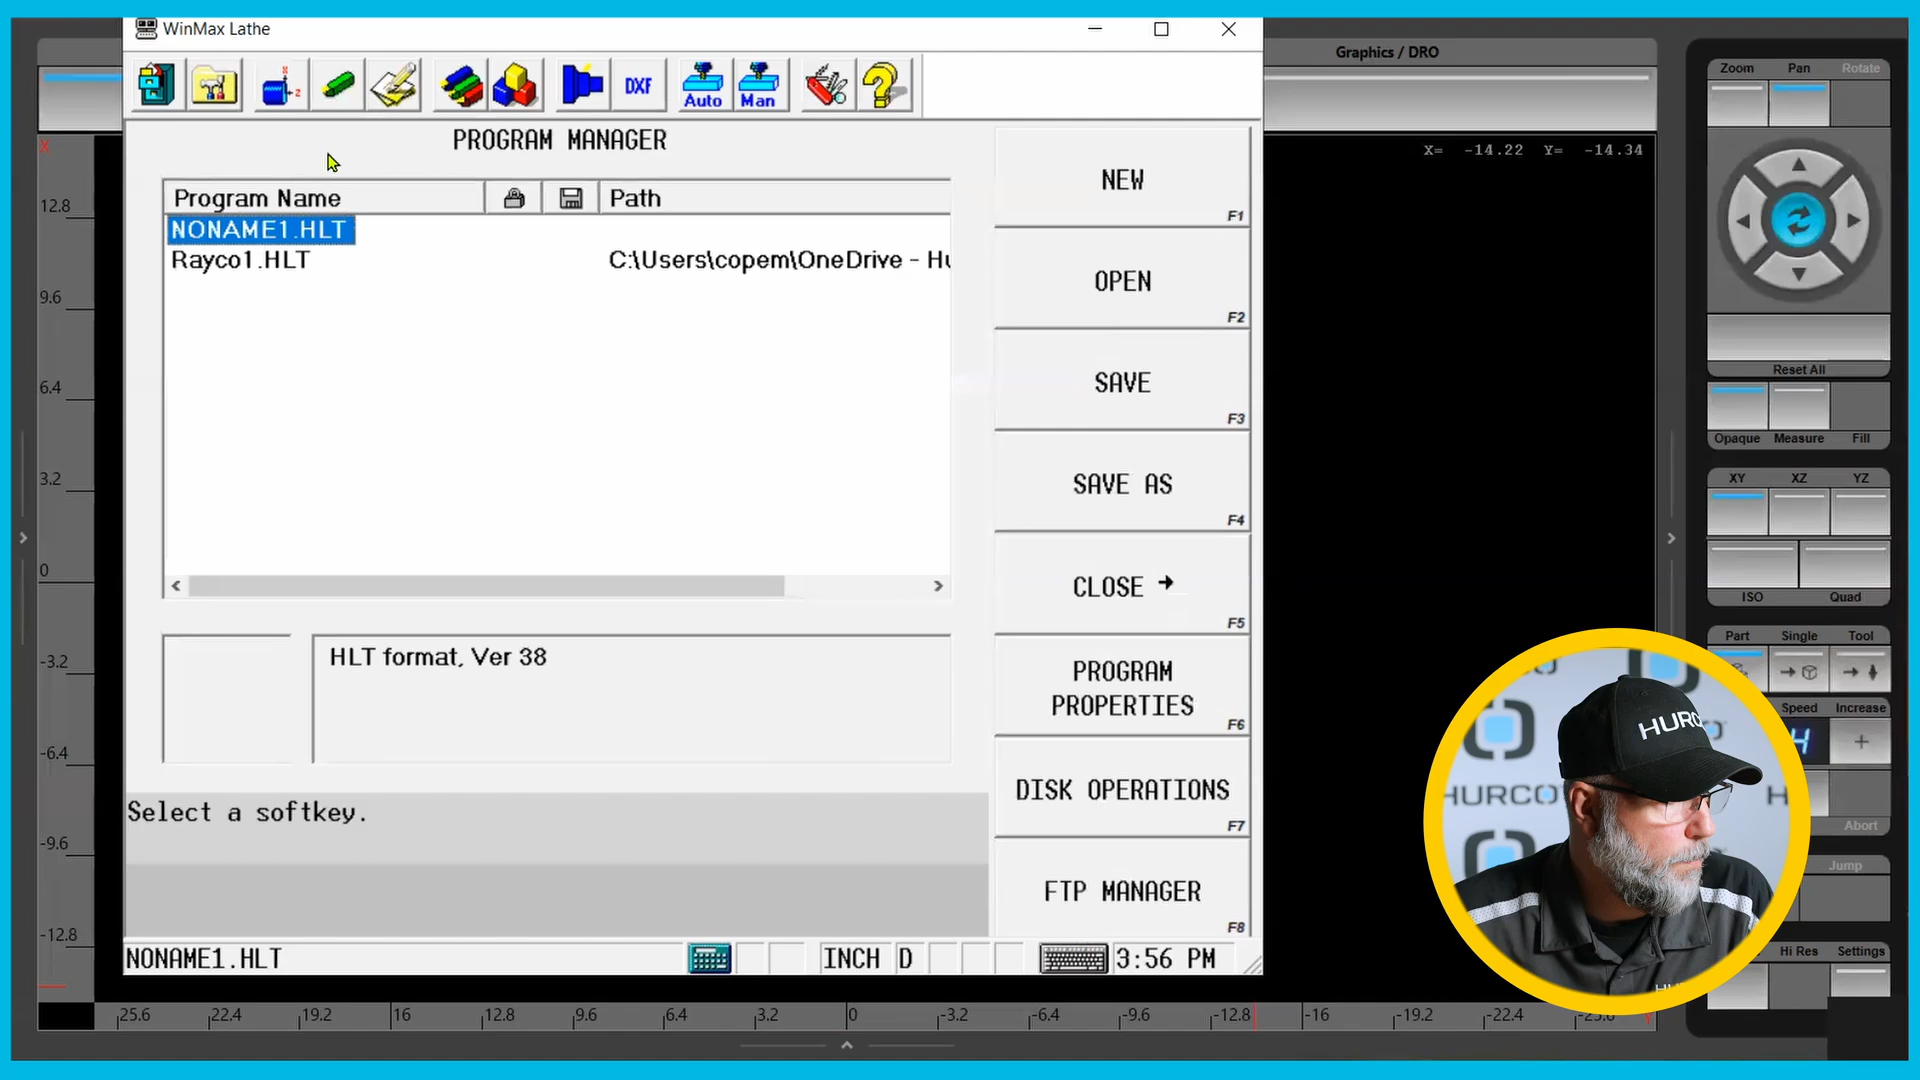 WinMax Lathe
DXF
Auto
Man
PROGRAM MANAGER
Program Name
Path
NONAME1.HLT
Rayco1.HLT
C:\Users\copem\OneDrive - Hu
HLT format, Ver 38
Select a softkey.
NONAME1.HLT
INCH
D
3:56 PM
NEW
F1
OPEN
F2
SAVE
F3
SAVE AS
F4
CLOSE
F5
PROGRAM
PROPERTIES
F6
DISK OPERATIONS
F7
FTP MANAGER
F8
Graphics / DRO
X= -14.22 Y= -14.34
X
12.8
9.6
6.4
3.2
0
-3.2
-6.4
-9.6
-12.8
25.6
22.4
19.2
16
12.8
9.6
6.4
3.2
0
-3.2
-6.4
-9.6
-12.8
-16
-19.2
-22.4
-25.6
Zoom
Pan
Rotate
Reset All
Opaque
Measure
Fill
XY
XZ
YZ
ISO
Quad
Part
Single
Tool
Speed
Increase
Abort
Jump
Hi Res
Settings
HURCO
HURCO